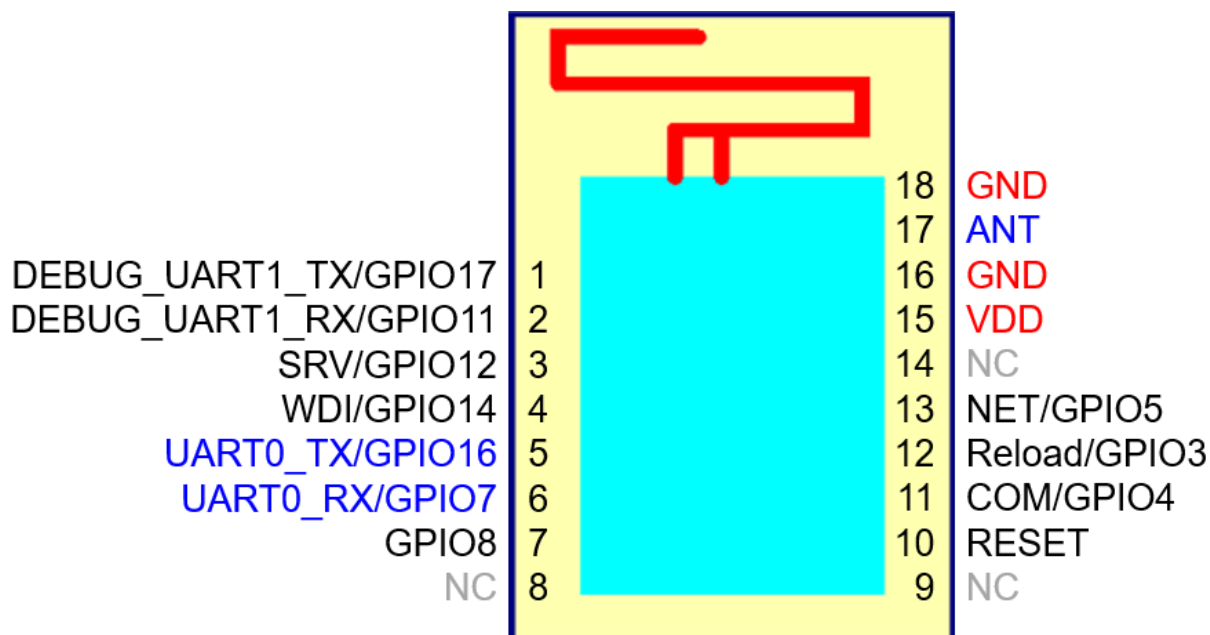 18 GND
17 ANT
DEBUG_UART1_TX/GPIO17 1 16 GND
DEBUG_UART1_RX/GPIO11 2 15 VDD
SRV/GPIO12 3 14 NC
WDI/GPIO14 4 13 NET/GPIO5
UART0_TX/GPIO16 5 12 Reload/GPIO3
UART0_RX/GPIO7 6 11 COM/GPIO4
GPIO8 7 10 RESET
NC 8 9 NC